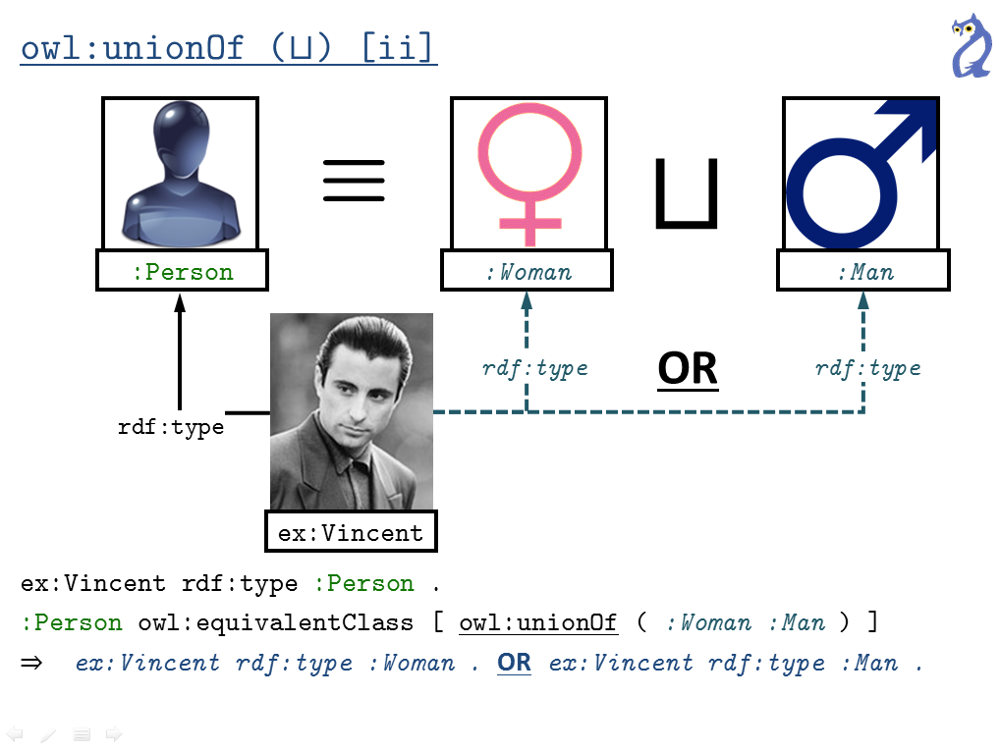 owl:unionOf (⊔) [ii]
≡
⊔
:Person
:Woman
:Man
rdf:type
OR
rdf:type
rdf:type
ex:Vincent
ex:Vincent rdf:type :Person .
:Person owl:equivalentClass [ owl:unionOf ( :Woman :Man ) ]
⇒ ex:Vincent rdf:type :Woman . OR ex:Vincent rdf:type :Man .